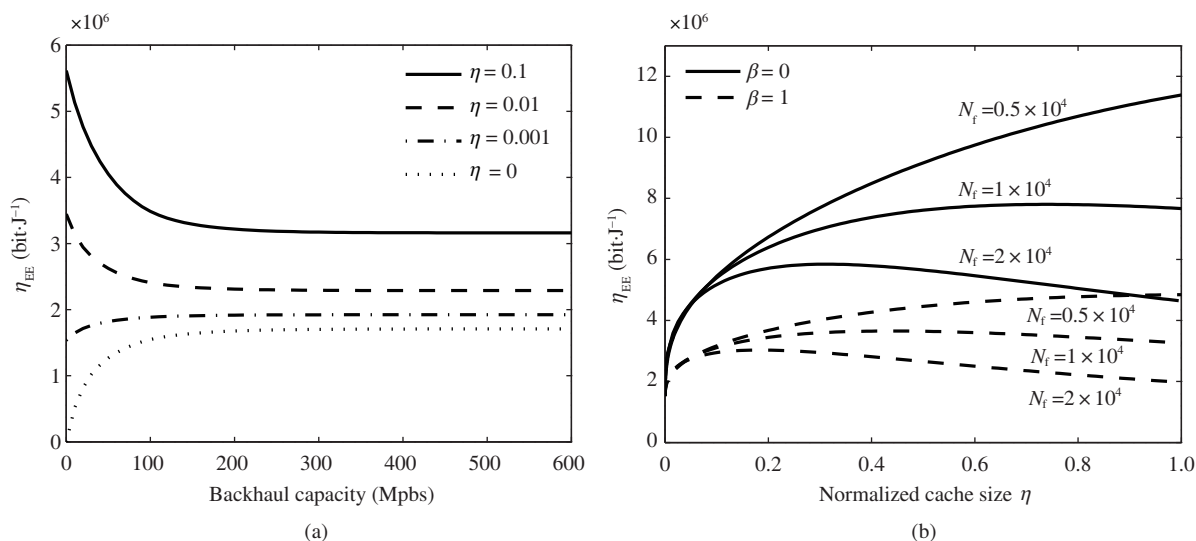 ×10⁶
6
5
4
3
2
1
0
η = 0.1
η = 0.01
η = 0.001
η = 0
η_EE (bit·J⁻¹)
0 100 200 300 400 500 600
Backhaul capacity (Mpbs)
(a)
×10⁶
12
10
8
6
4
2
0
β = 0
β = 1
N_f = 0.5 × 10⁴
N_f = 1 × 10⁴
N_f = 2 × 10⁴
N_f = 0.5 × 10⁴
N_f = 1 × 10⁴
N_f = 2 × 10⁴
η_EE (bit·J⁻¹)
0 0.2 0.4 0.6 0.8 1.0
Normalized cache size η
(b)